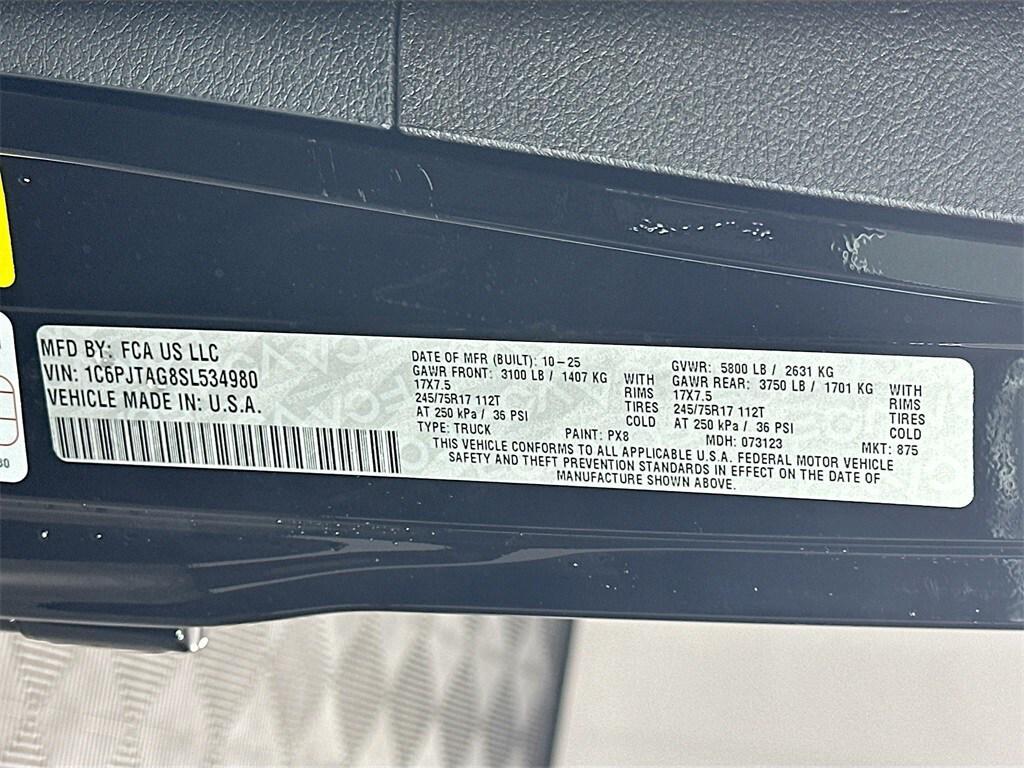 MFD BY: FCA US LLC
VIN: 1C6PJTAG8SL534980
VEHICLE MADE IN: U.S.A.
DATE OF MFR (BUILT): 10-25
GAWR FRONT: 3100 LB / 1407 KG
17X7.5
245/75R17 112T
AT 250 kPa / 36 PSI
WITH
RIMS
TIRES
COLD
GVWR: 5800 LB / 2631 KG
GAWR REAR: 3750 LB / 1701 KG
17X7.5
245/75R17 112T
AT 250 kPa / 36 PSI
WITH
RIMS
TIRES
COLD
TYPE: TRUCK PAINT: PX8 MDH: 073123 MKT: 875
THIS VEHICLE CONFORMS TO ALL APPLICABLE U.S.A. FEDERAL MOTOR VEHICLE
SAFETY AND THEFT PREVENTION STANDARDS IN EFFECT ON THE DATE OF
MANUFACTURE SHOWN ABOVE.